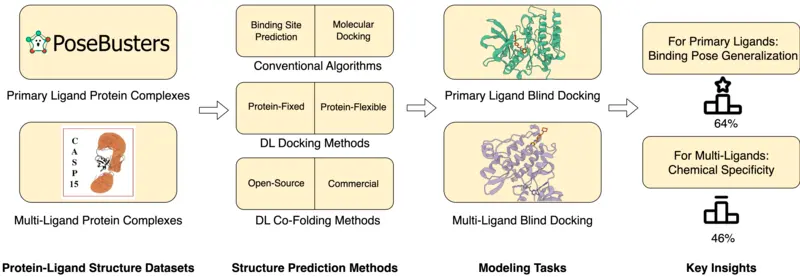 PoseBusters
Primary Ligand Protein Complexes
C
A
S
P
15
Multi-Ligand Protein Complexes
Protein-Ligand Structure Datasets
Binding Site
Prediction
Molecular
Docking
Conventional Algorithms
Protein-Fixed
Protein-Flexible
DL Docking Methods
Open-Source
Commercial
DL Co-Folding Methods
Structure Prediction Methods
Primary Ligand Blind Docking
Multi-Ligand Blind Docking
Modeling Tasks
For Primary Ligands:
Binding Pose Generalization
64%
For Multi-Ligands:
Chemical Specificity
46%
Key Insights